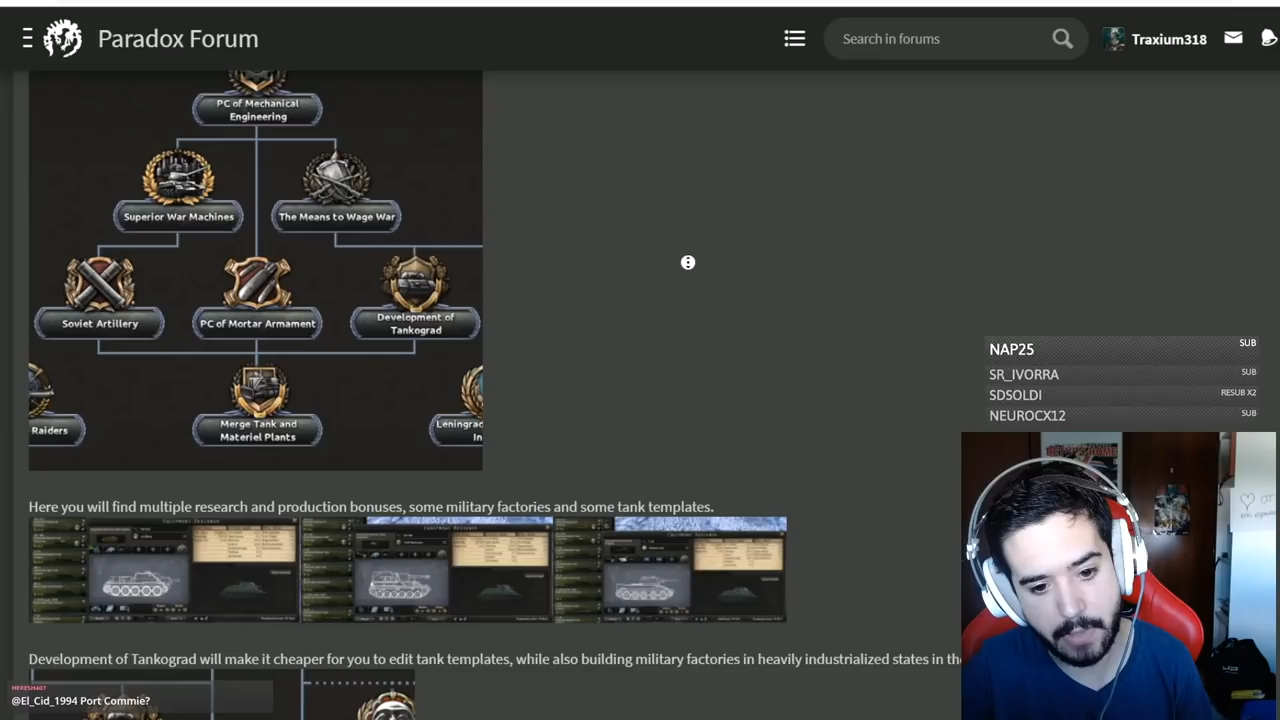 Paradox Forum
Search in forums
Traxium318
PC of Mechanical
Engineering
Superior War Machines
The Means to Wage War
Soviet Artillery
PC of Mortar Armament
Development of
Tankograd
Raiders
Merge Tank and
Materiel Plants
Leningrad
In
NAP25 SUB
SR_IVORRA SUB
SDSOLDI RESUB X2
NEUROCX12 SUB
Here you will find multiple research and production bonuses, some military factories and some tank templates.
Development of Tankograd will make it cheaper for you to edit tank templates, while also building military factories in heavily industrialized states in the
HERESH407
@El_Cid_1994 Port Commie?